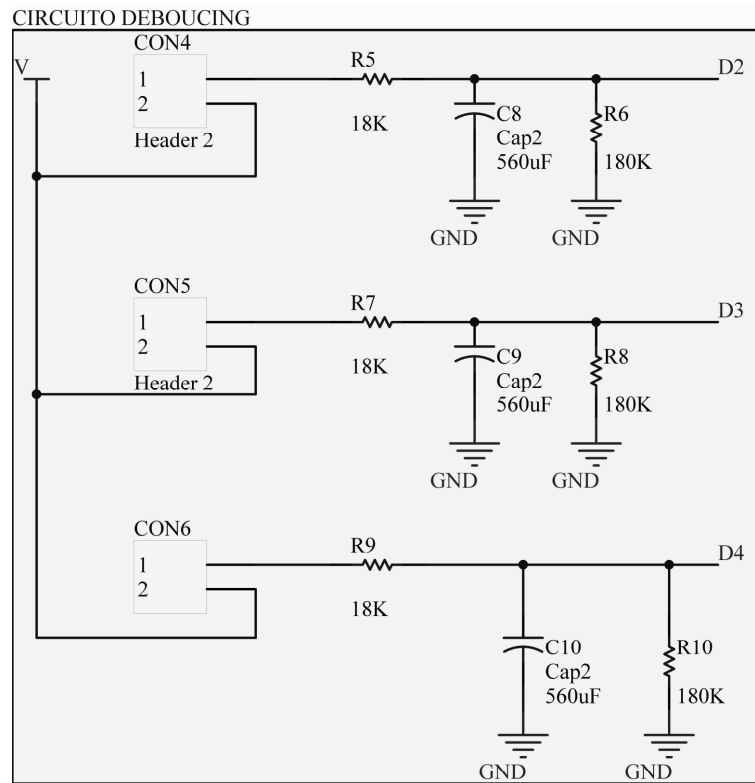 CIRCUITO DEBOUCING
V
CON4
1
2
Header 2
R5
18K
C8
Cap2
560uF
GND
R6
180K
GND
D2
CON5
1
2
Header 2
R7
18K
C9
Cap2
560uF
GND
R8
180K
GND
D3
CON6
1
2
R9
18K
C10
Cap2
560uF
GND
R10
180K
GND
D4